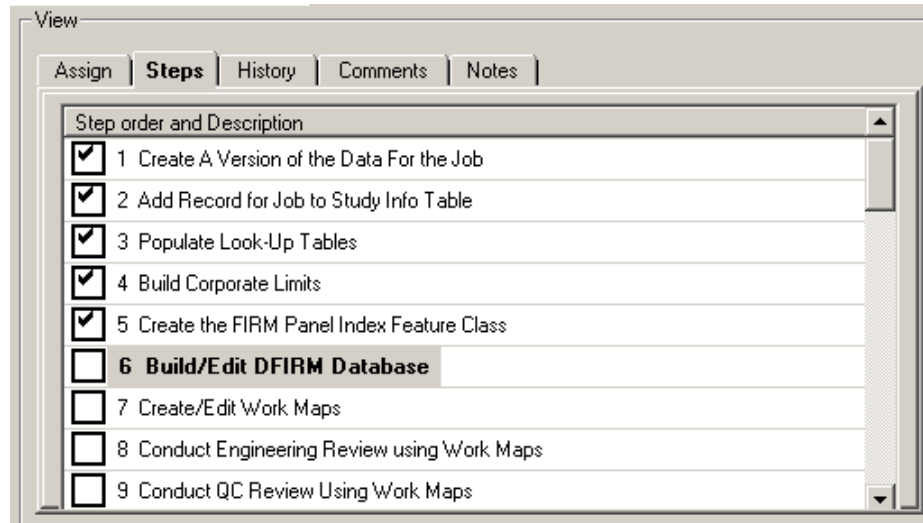 View
Assign Steps History Comments Notes
Step order and Description
1 Create A Version of the Data For the Job
2 Add Record for Job to Study Info Table
3 Populate Look-Up Tables
4 Build Corporate Limits
5 Create the FIRM Panel Index Feature Class
6 Build/Edit DFIRM Database
7 Create/Edit Work Maps
8 Conduct Engineering Review using Work Maps
9 Conduct QC Review Using Work Maps